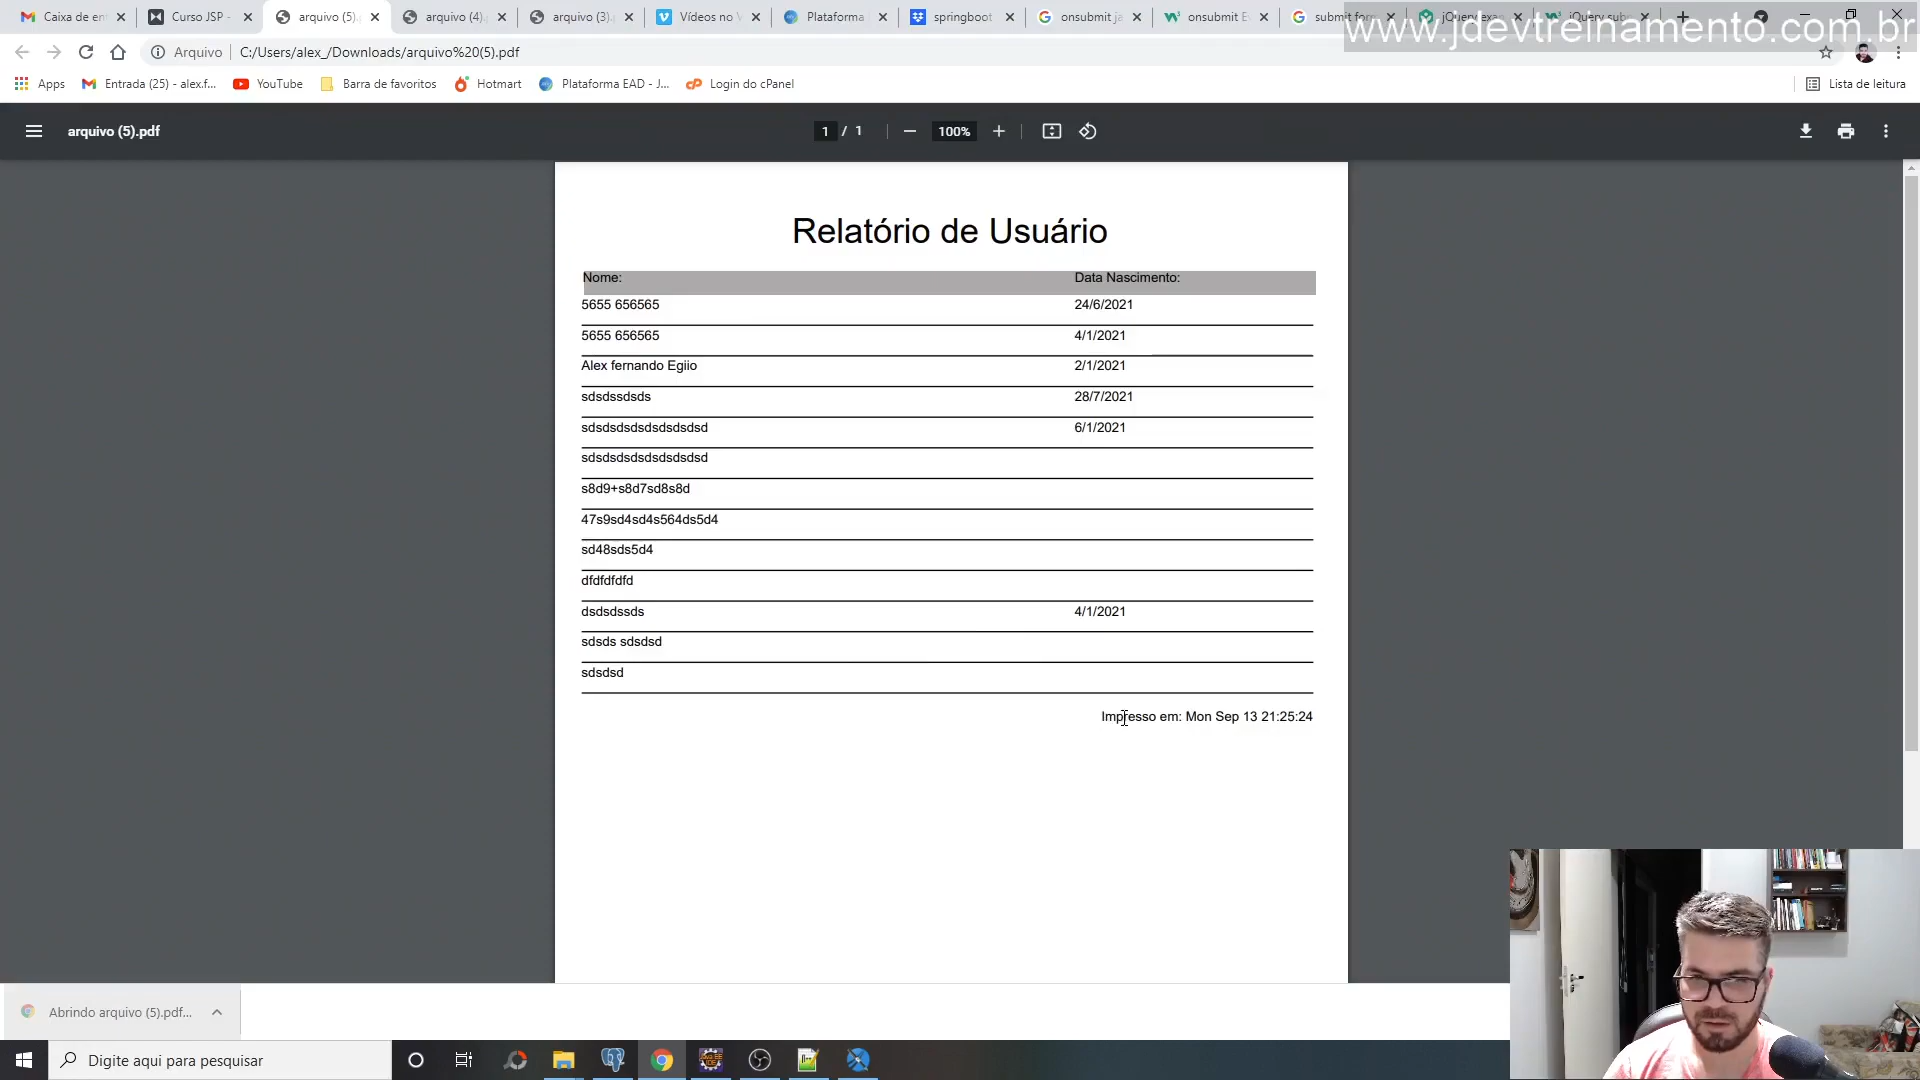 Caixa de en
Curso JSP -
arquivo (5).
arquivo (4).
arquivo (3).
Vídeos no V
Plataforma
springboot
onsubmit ja
onsubmit E
submit for
www.jdevtreinamento.com.br
Arquivo
C:/Users/alex_/Downloads/arquivo%20(5).pdf
Apps
Entrada (25) - alex.f...
YouTube
Barra de favoritos
Hotmart
Plataforma EAD - J...
Login do cPanel
Lista de leitura
arquivo (5).pdf
1 / 1
100%
Relatório de Usuário
Nome: Data Nascimento:
5655 656565 24/6/2021
5655 656565 4/1/2021
Alex fernando Egiio 2/1/2021
sdsdssdsds 28/7/2021
sdsdsdsdsdsdsdsdsd 6/1/2021
sdsdsdsdsdsdsdsdsd
s8d9+s8d7sd8s8d
47s9sd4sd4s564ds5d4
sd48sds5d4
dfdfdfdfd
dsdsdssds 4/1/2021
sdsds sdsdsd
sdsdsd
Impresso em: Mon Sep 13 21:25:24
Abrindo arquivo (5).pdf...
Digite aqui para pesquisar